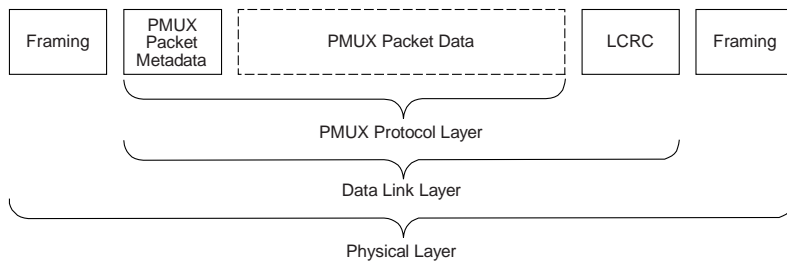 Framing
PMUX
Packet
Metadata
PMUX Packet Data
LCRC
Framing
PMUX Protocol Layer
Data Link Layer
Physical Layer